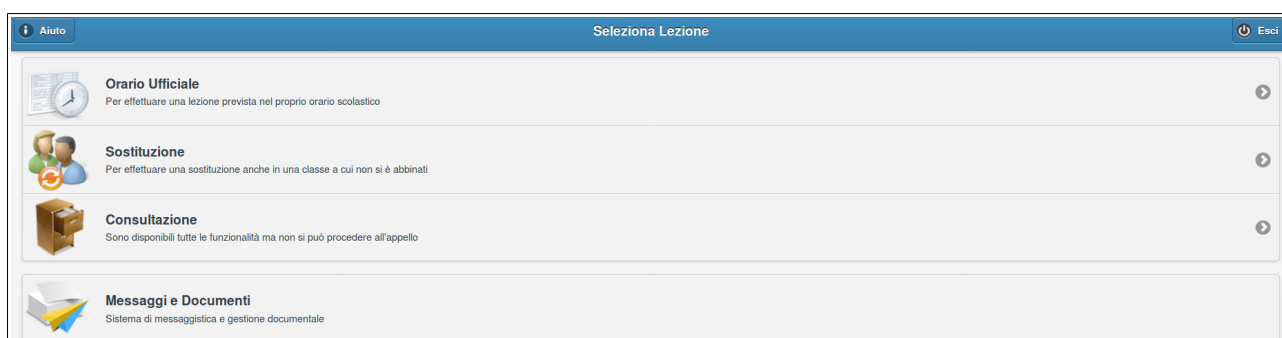 Aiuto
Seleziona Lezione
Esci
Orario Ufficiale
Per effettuare una lezione prevista nel proprio orario scolastico
Sostituzione
Per effettuare una sostituzione anche in una classe a cui non si è abbinati
Consultazione
Sono disponibili tutte le funzionalità ma non si può procedere all'appello
Messaggi e Documenti
Sistema di messaggistica e gestione documentale